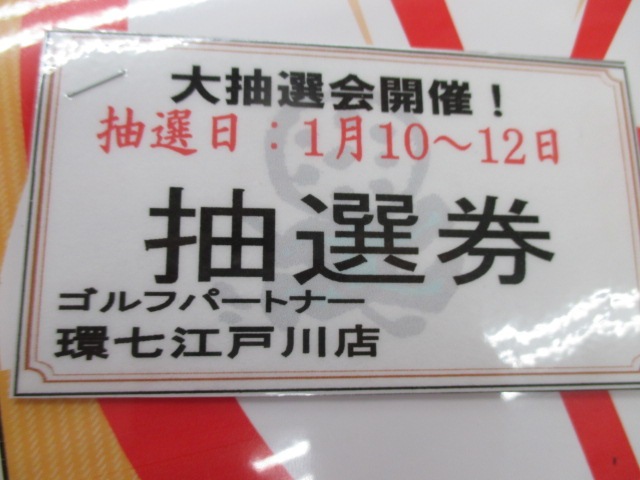 大抽選会開催！
抽選日：1月10～12日
抽選券
ゴルフパートナー
環七江戸川店